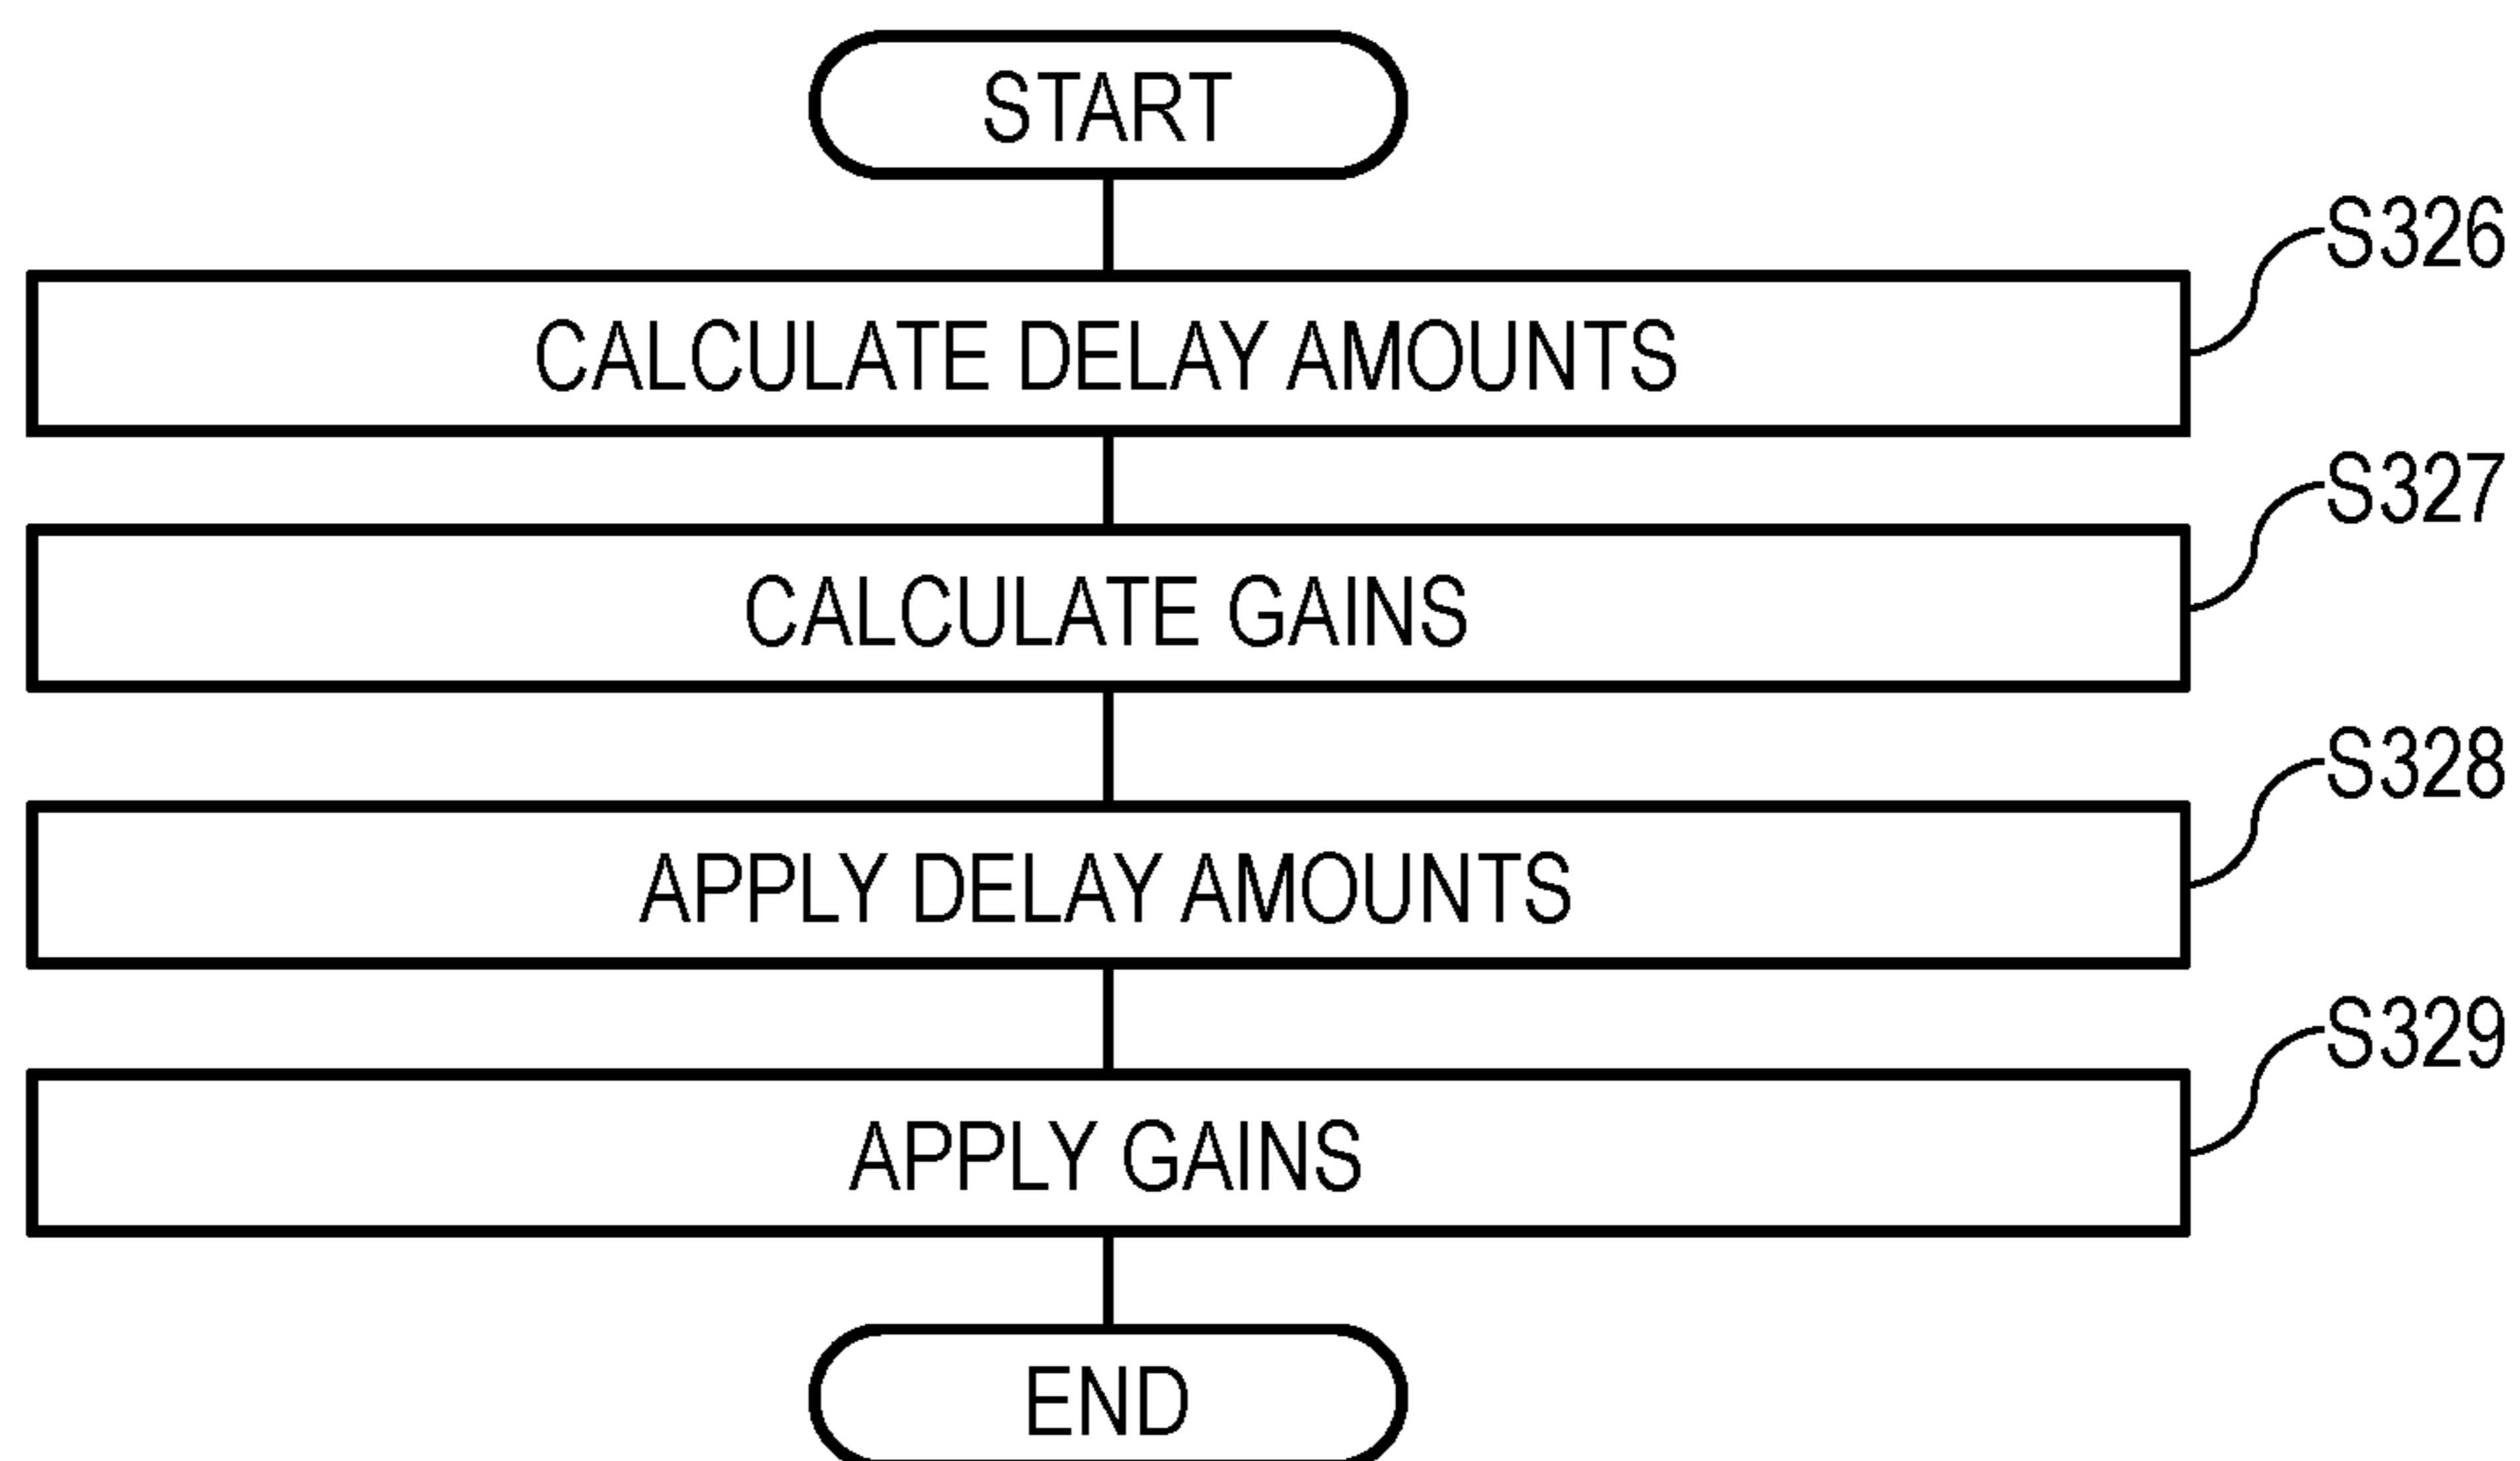 START
S326
CALCULATE DELAY AMOUNTS
S327
CALCULATE GAINS
S328
APPLY DELAY AMOUNTS
S329
APPLY GAINS
END